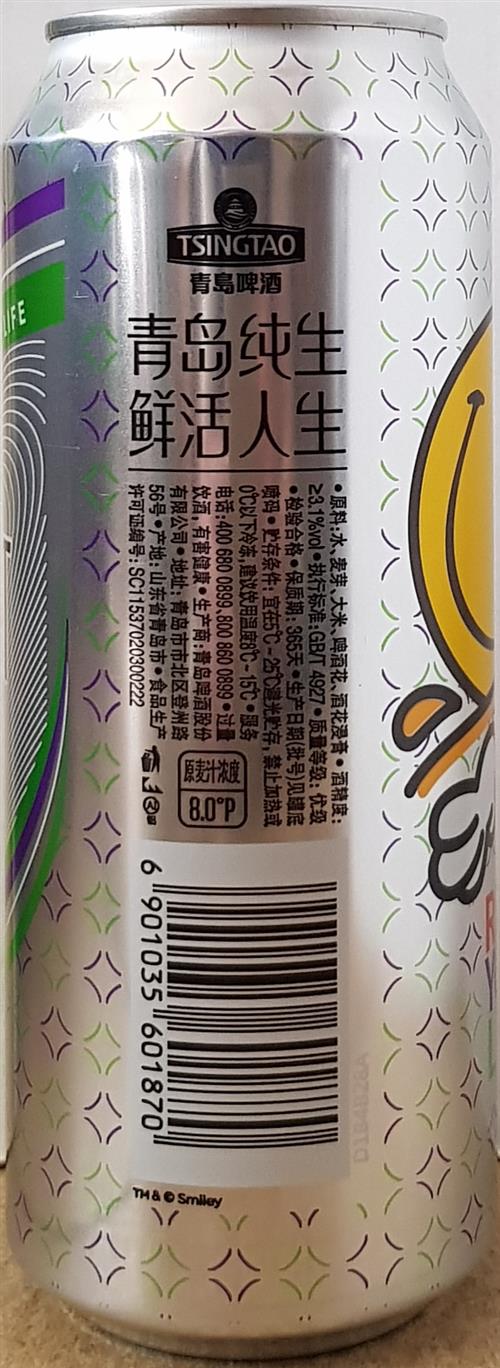 LIFE
TSINGTAO
青島啤酒
青岛纯生
鲜活人生
•原料:水、麦芽、大米、啤酒花、酒花浸膏•酒精度:
≥3.1%vol•执行标准:GB/T 4927•质量等级:优级
•检验合格•保质期:365天•生产日期(批号)见罐底
喷码•贮存条件:宜在5℃-25℃避光贮存,禁止加热或
0℃以下冷冻,建议饮用温度8℃-15℃•服务
电话:400 680 0899,800 860 0899•过量
饮酒,有害健康•生产商:青岛啤酒股份
有限公司•地址:青岛市市北区登州路
56号•产地:山东省青岛市•食品生产
许可证编号:SC11537020300222
原麦汁浓度
8.0°P
6 901035 601870
TM & © Smiley
D1B4B28A